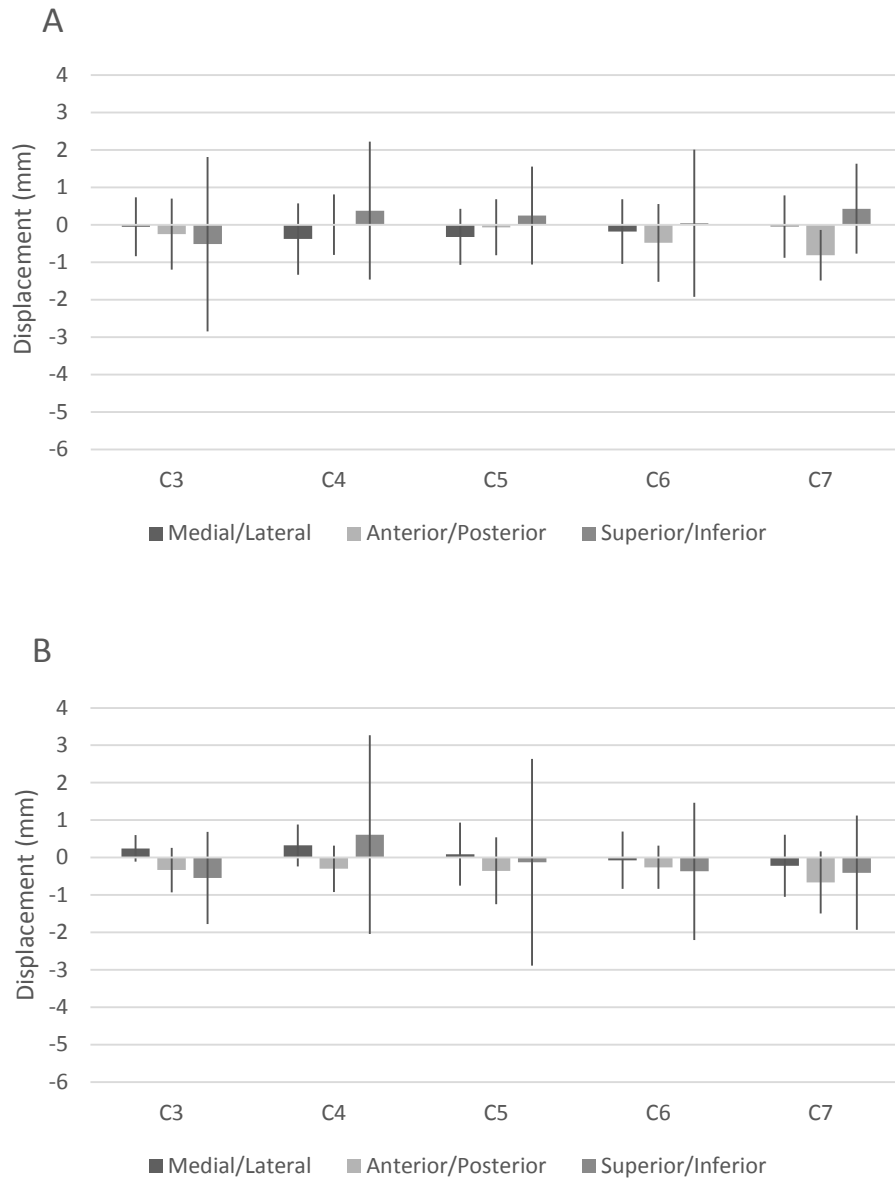 A
4
3
2
1
0
-1
-2
-3
-4
-5
-6
Displacement (mm)
C3 C4 C5 C6 C7
Medial/Lateral Anterior/Posterior Superior/Inferior
B
4
3
2
1
0
-1
-2
-3
-4
-5
-6
Displacement (mm)
C3 C4 C5 C6 C7
Medial/Lateral Anterior/Posterior Superior/Inferior